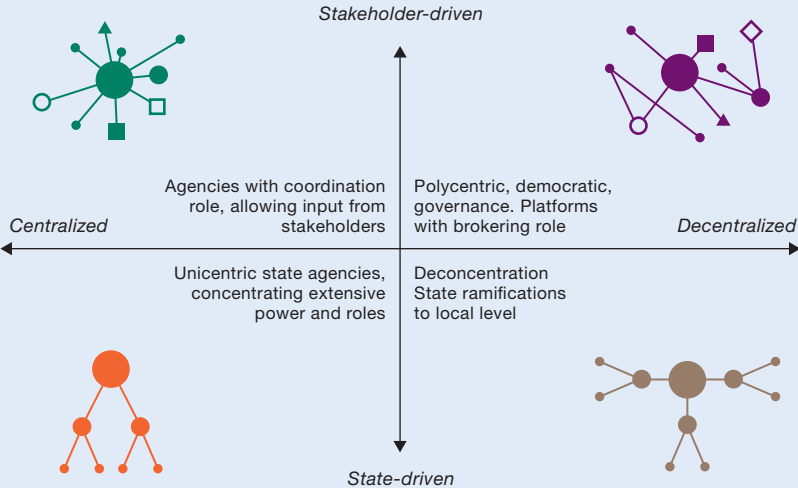 Stakeholder-driven
Agencies with coordination
role, allowing input from
stakeholders
Polycentric, democratic,
governance. Platforms
with brokering role
Centralized
Decentralized
Unicentric state agencies,
concentrating extensive
power and roles
Deconcentration
State ramifications
to local level
State-driven